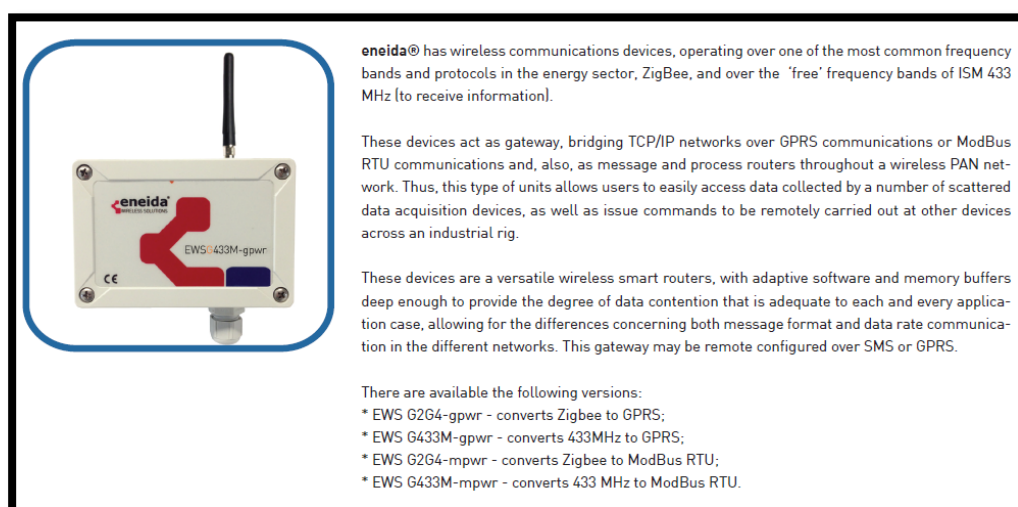 eneida®
WIRELESS SOLUTIONS
EWSG433M-gpwr
CE
eneida® has wireless communications devices, operating over one of the most common frequency
bands and protocols in the energy sector, ZigBee, and over the 'free' frequency bands of ISM 433
MHz (to receive information).
These devices act as gateway, bridging TCP/IP networks over GPRS communications or ModBus
RTU communications and, also, as message and process routers throughout a wireless PAN net-
work. Thus, this type of units allows users to easily access data collected by a number of scattered
data acquisition devices, as well as issue commands to be remotely carried out at other devices
across an industrial rig.
These devices are a versatile wireless smart routers, with adaptive software and memory buffers
deep enough to provide the degree of data contention that is adequate to each and every applica-
tion case, allowing for the differences concerning both message format and data rate communica-
tion in the different networks. This gateway may be remote configured over SMS or GPRS.
There are available the following versions:
* EWS G2G4-gpwr - converts Zigbee to GPRS;
* EWS G433M-gpwr - converts 433MHz to GPRS;
* EWS G2G4-mpwr - converts Zigbee to ModBus RTU;
* EWS G433M-mpwr - converts 433 MHz to ModBus RTU.